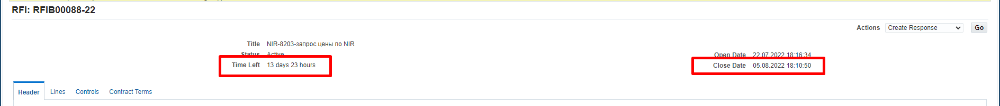 RFI: RFIB00088-22
Actions Create Response Go
Title NIR-8203-запрос цены по NIR
Status Active
Open Date 22.07.2022 18:16:34
Time Left 13 days 23 hours
Close Date 05.08.2022 18:10:50
Header Lines Controls Contract Terms